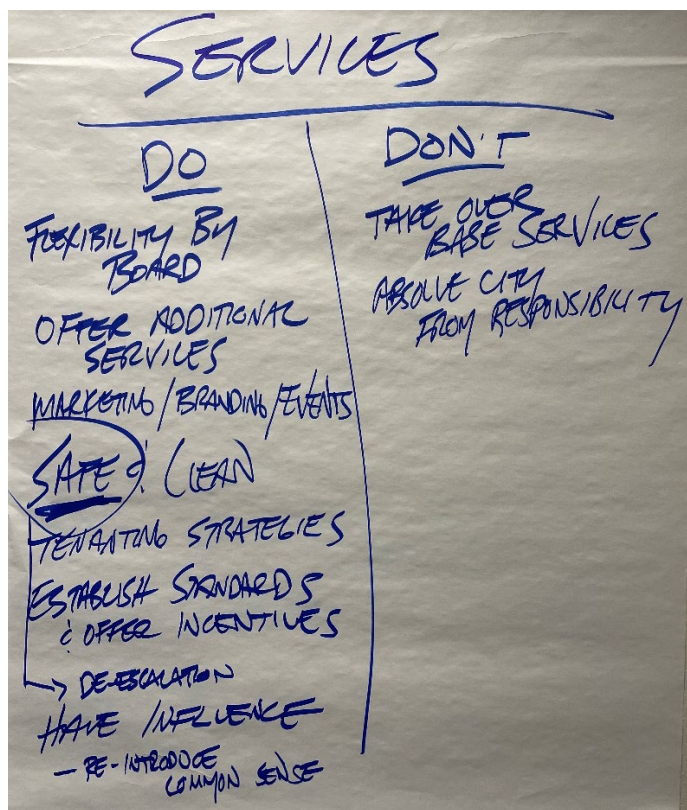 SERVICES
DO
FLEXIBILITY BY
BOARD
OFFER ADDITIONAL
SERVICES
MARKETING/BRANDING/EVENTS
SAFE & CLEAN
TENANTING STRATEGIES
ESTABLISH STANDARDS
& OFFER INCENTIVES
→ DE-ESCALATION
HAVE INFLUENCE
— RE-INTRODUCE
COMMON SENSE
DON'T
TAKE OVER
BASE SERVICES
ABSOLVE CITY
FROM RESPONSIBILITY